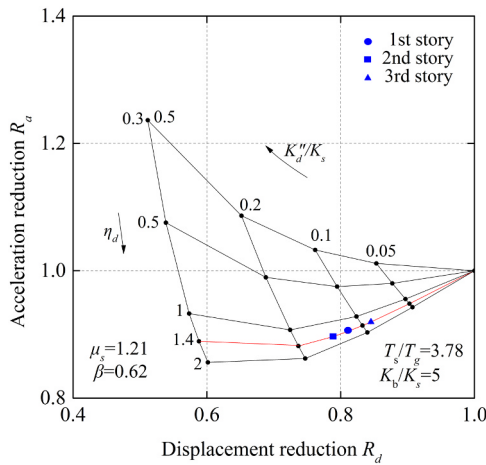 1.4
1.2
1.0
0.8
0.4
0.6
0.8
1.0
Acceleration reduction Rₐ
Displacement reduction R_d
1st story
2nd story
3rd story
K″_d/K_s
η_d
0.3
0.5
0.2
0.1
0.05
0.5
1
1.4
2
μ_s=1.21
β=0.62
T_s/T_g=3.78
K_b/K_s=5